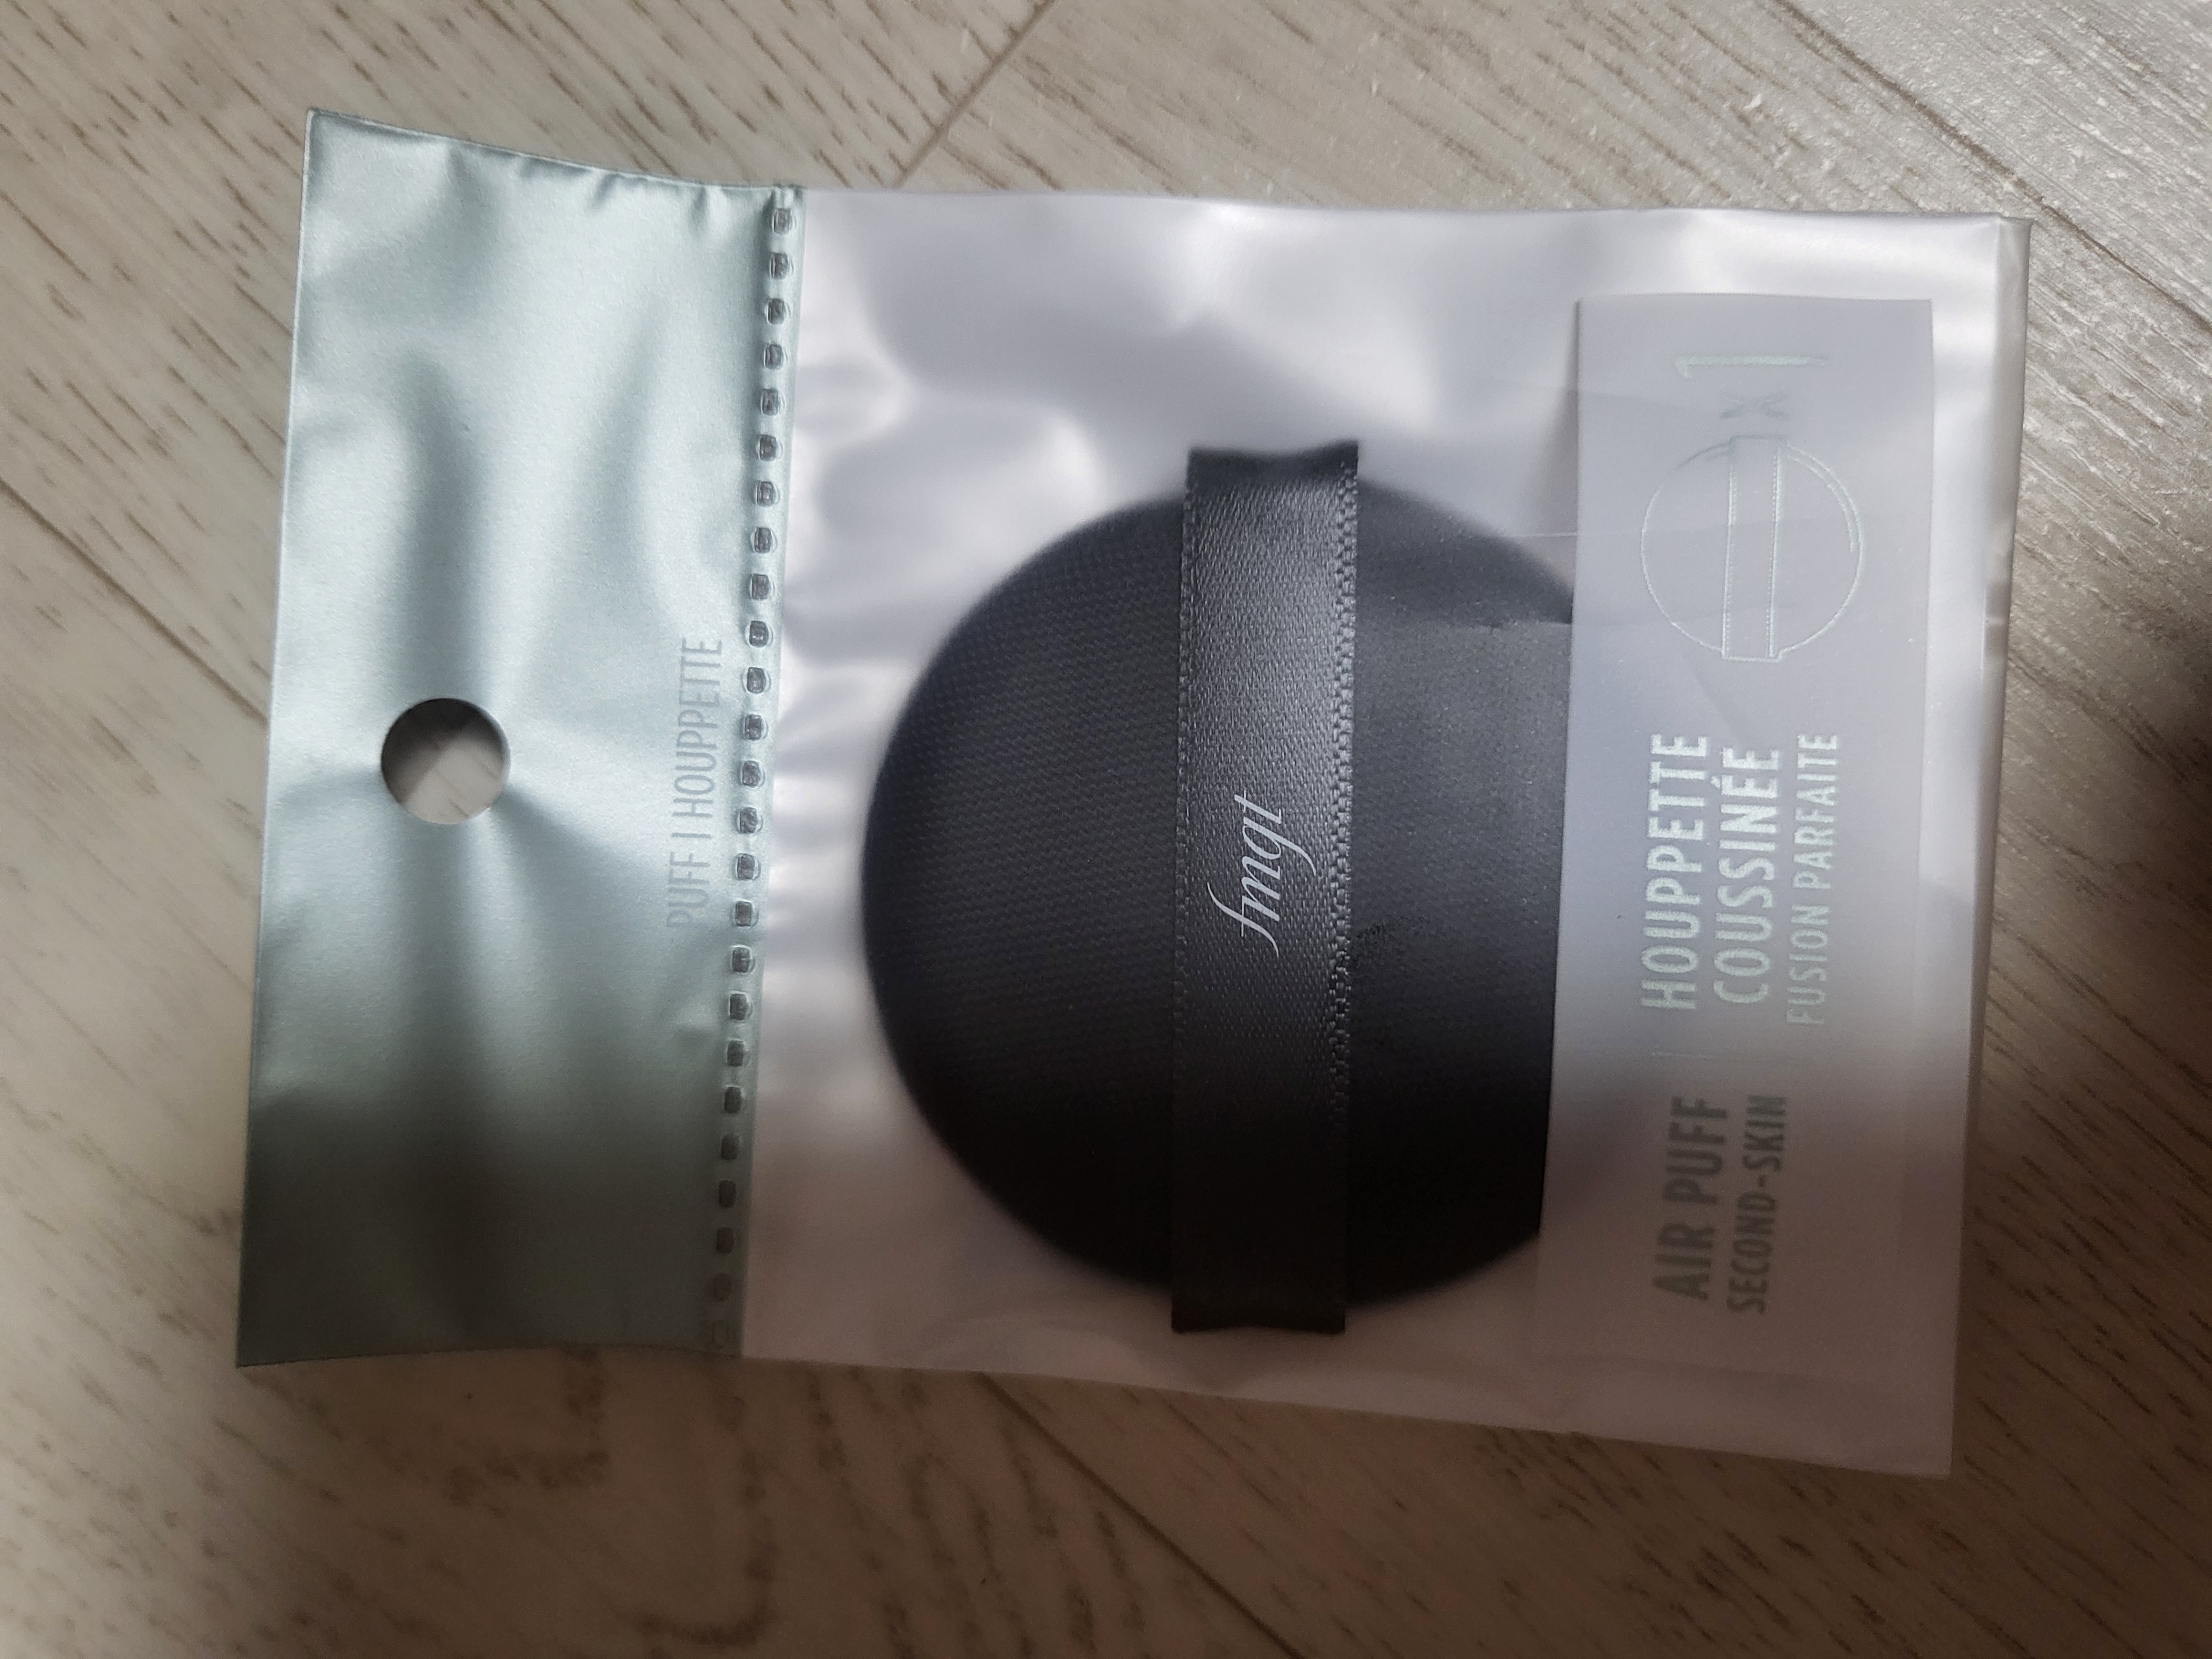 PUFF | HOUPPETTE
fmgt
AIR PUFF
SECOND-SKIN
HOUPPETTE
COUSSINÉE
FUSION PARFAITE
x 1